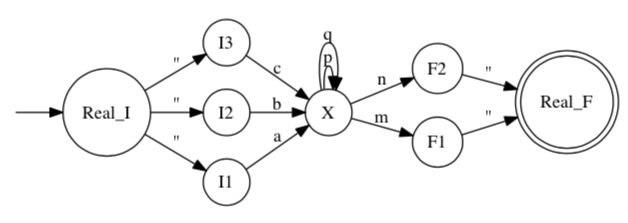 q
p
I3
F2
"
c
n
"
Real_I
"
I2
b
X
Real_F
"
a
m
"
I1
F1